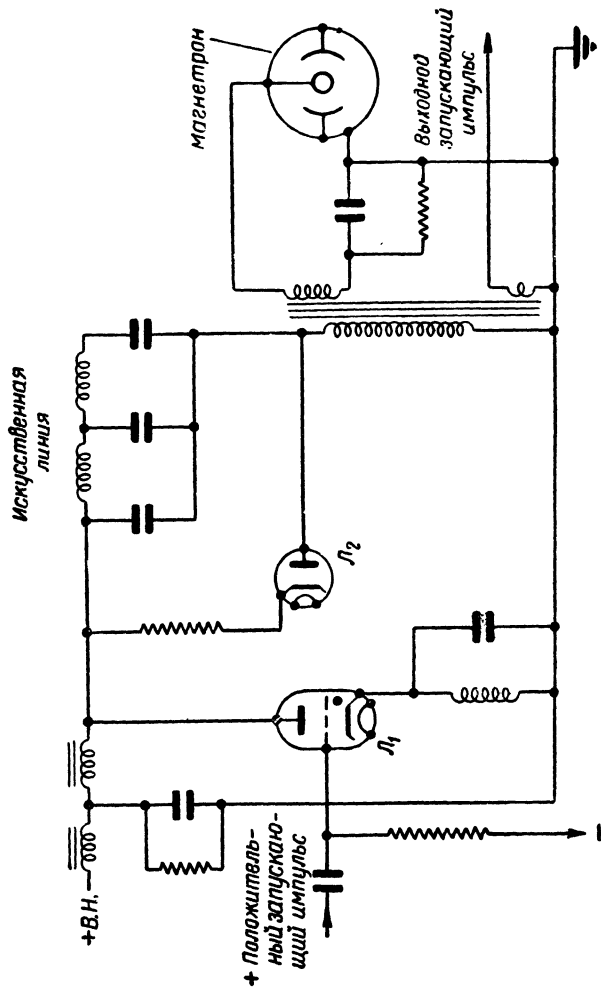 Магнетрон
Выходной
запускающий
импульс
Искусственная
линия
Л₂
Л₁
+В.Н.
+ Положитель-
ный запускаю-
щий импульс